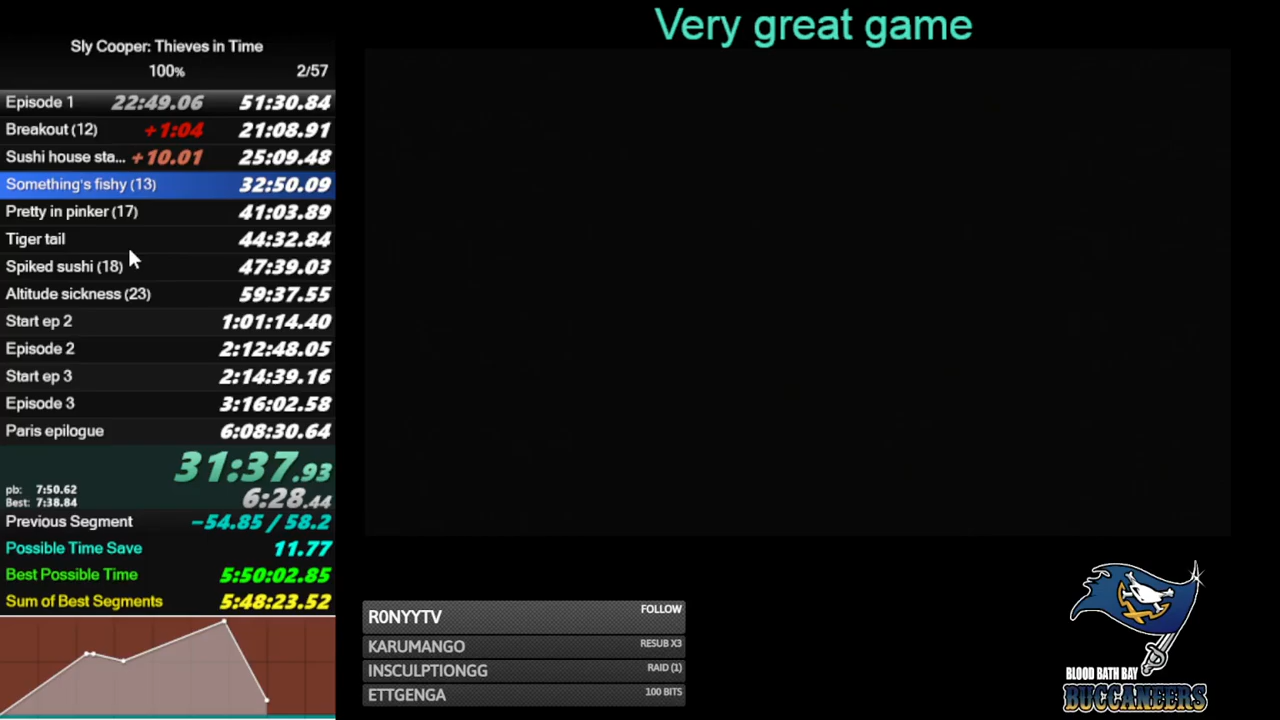 Very great game
Sly Cooper: Thieves in Time
100% 2/57
Episode 1 22:49.06 51:30.84
Breakout (12) +1:04 21:08.91
Sushi house sta... +10.01 25:09.48
Something's fishy (13) 32:50.09
Pretty in pinker (17) 41:03.89
Tiger tail 44:32.84
Spiked sushi (18) 47:39.03
Altitude sickness (23) 59:37.55
Start ep 2 1:01:14.40
Episode 2 2:12:48.05
Start ep 3 2:14:39.16
Episode 3 3:16:02.58
Paris epilogue 6:08:30.64
31:37.93
pb: 7:50.62
Best: 7:38.84 6:28.44
Previous Segment -54.85 / 58.2
Possible Time Save 11.77
Best Possible Time 5:50:02.85
Sum of Best Segments 5:48:23.52
R0NYYTV FOLLOW
KARUMANGO RESUB X3
INSCULPTIONGG RAID (1)
ETTGENGA 100 BITS
BLOOD BATH BAY
BUCCANEERS